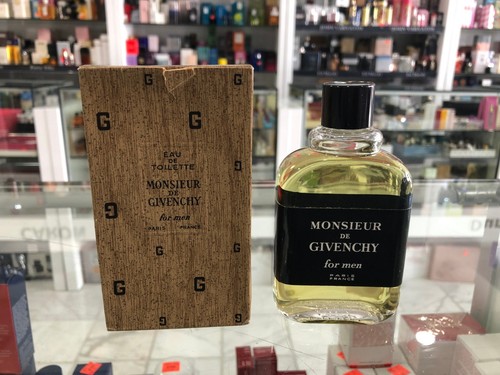 G
G
G
EAU
DE
TOILETTE
G
MONSIEUR
DE
GIVENCHY
G
for men
PARIS FRANCE
G
G
G
G
G
G
MONSIEUR
DE
GIVENCHY
for men
PARIS
FRANCE